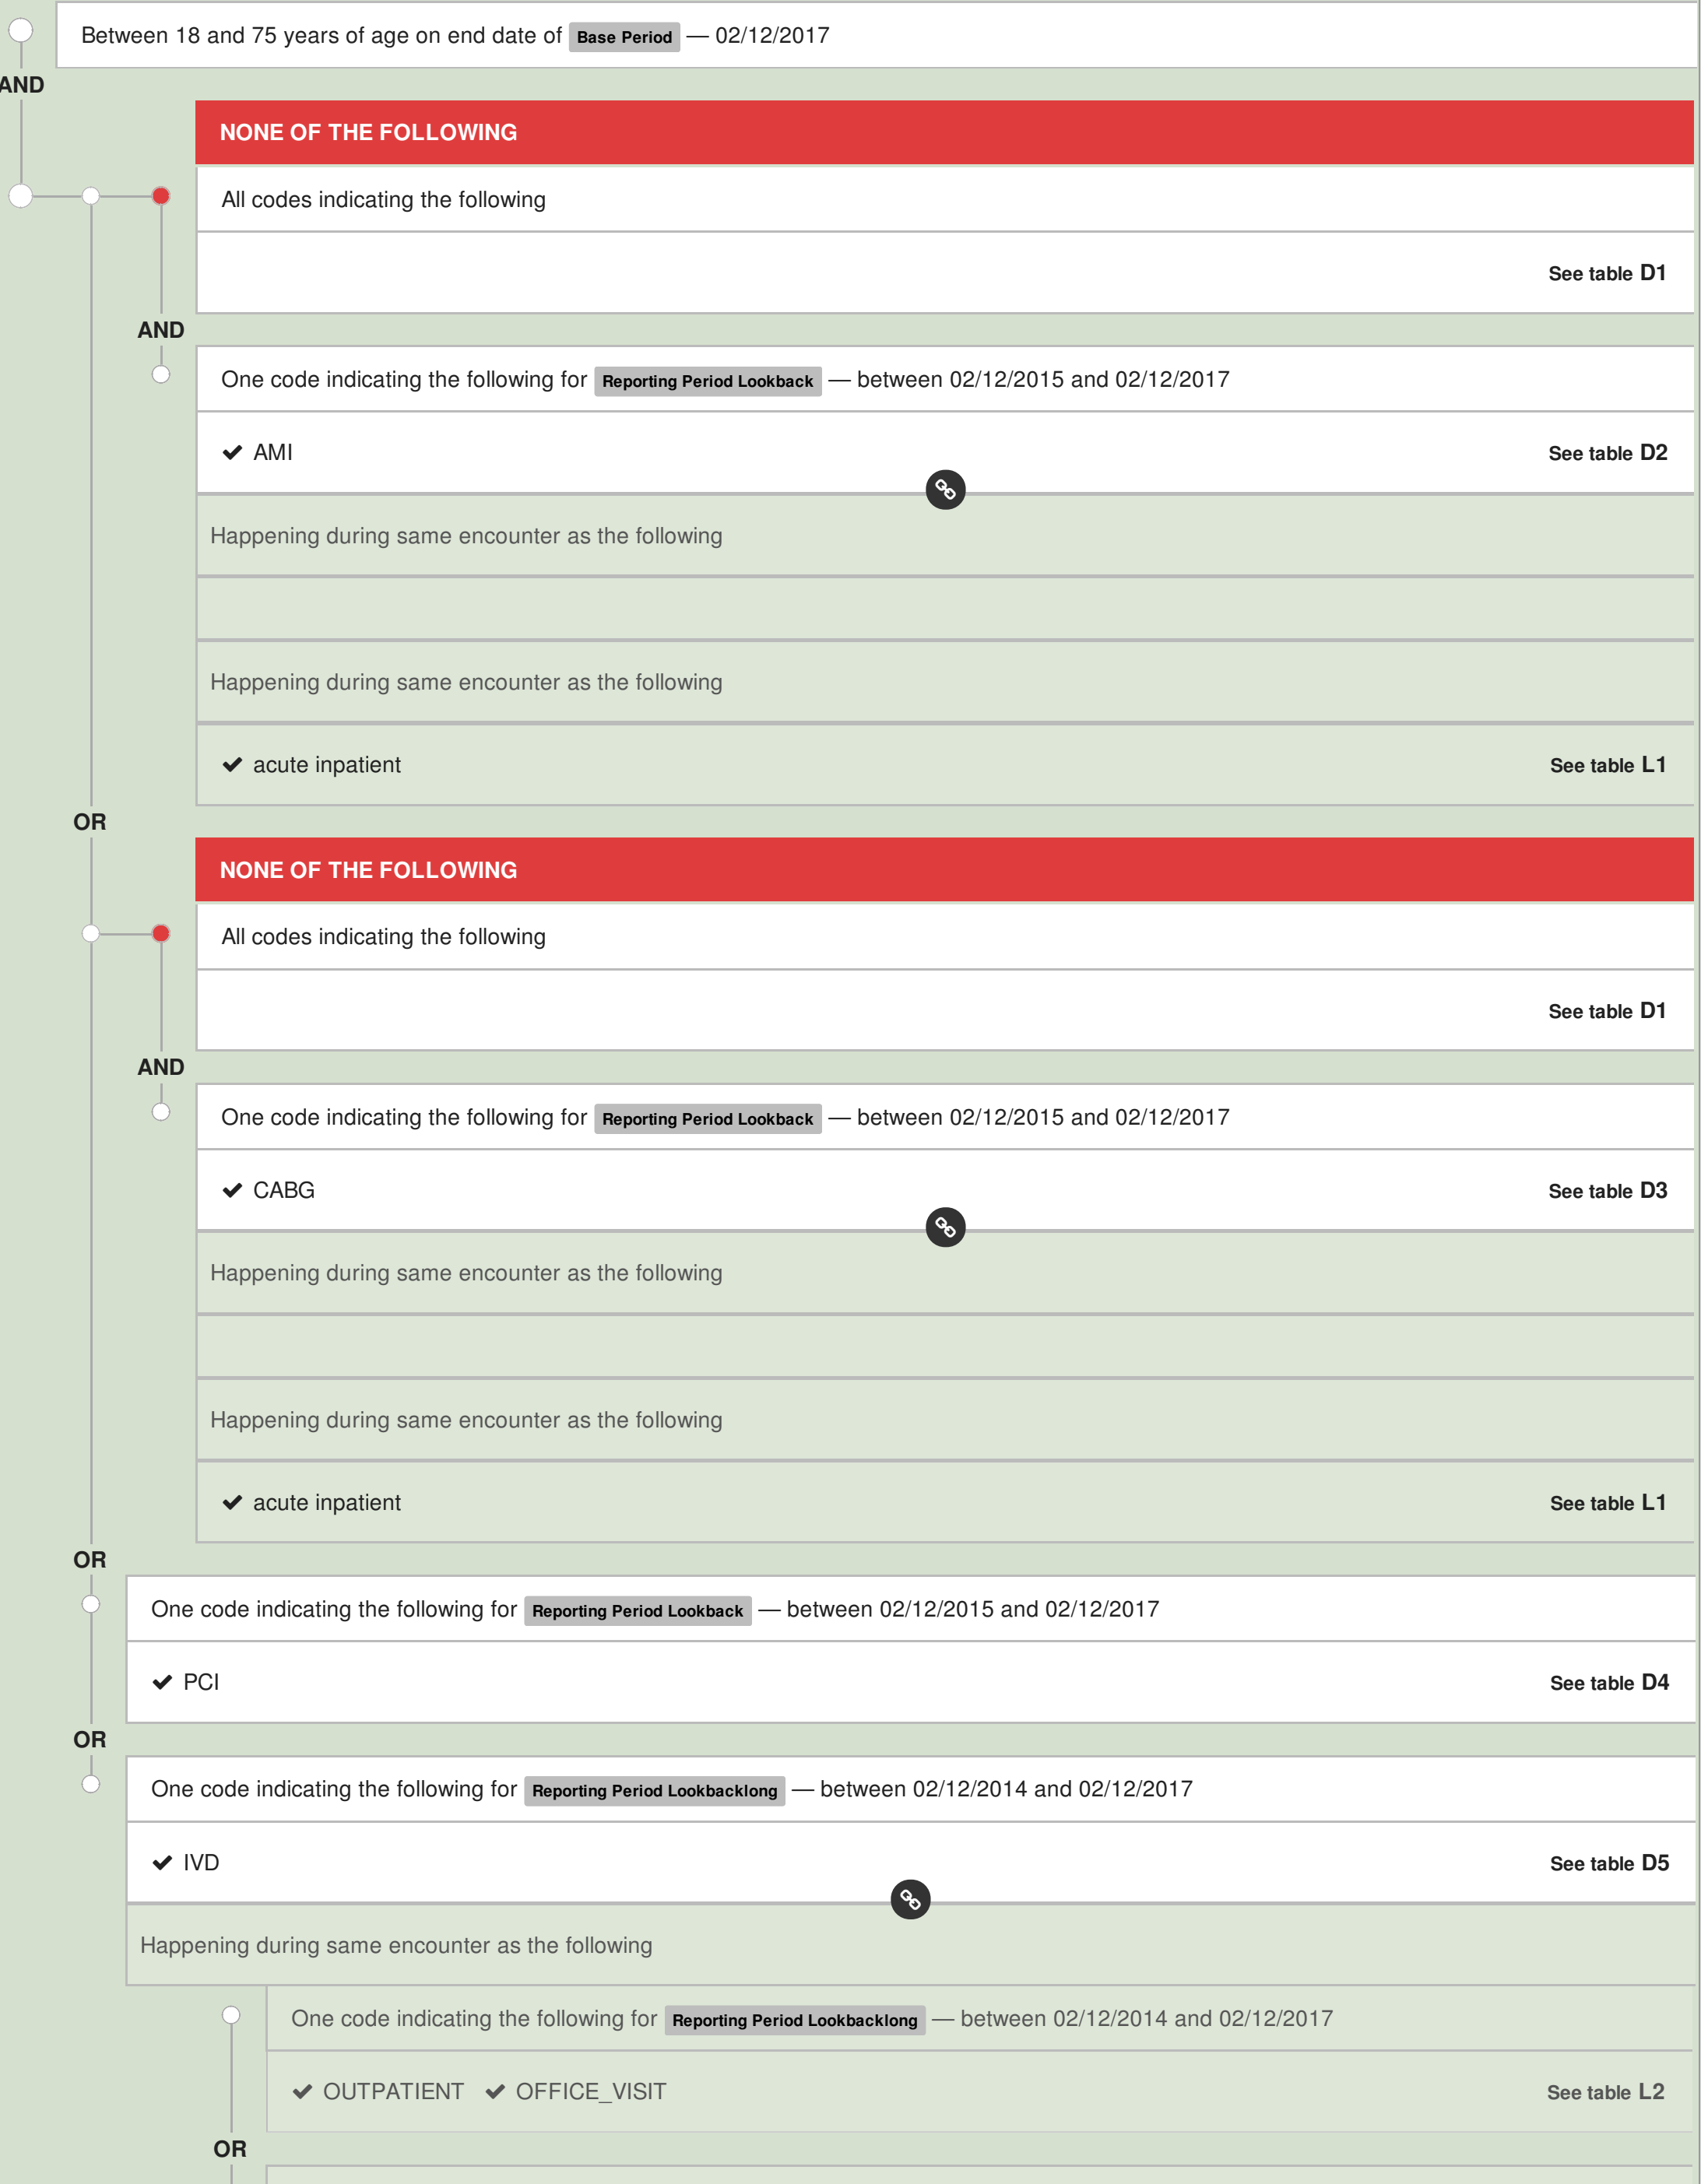 Between 18 and 75 years of age on end date of Base Period — 02/12/2017
AND
NONE OF THE FOLLOWING
All codes indicating the following
See table D1
AND
One code indicating the following for Reporting Period Lookback — between 02/12/2015 and 02/12/2017
AMI See table D2
Happening during same encounter as the following
Happening during same encounter as the following
acute inpatient See table L1
OR
NONE OF THE FOLLOWING
All codes indicating the following
See table D1
AND
One code indicating the following for Reporting Period Lookback — between 02/12/2015 and 02/12/2017
CABG See table D3
Happening during same encounter as the following
Happening during same encounter as the following
acute inpatient See table L1
OR
One code indicating the following for Reporting Period Lookback — between 02/12/2015 and 02/12/2017
PCI See table D4
OR
One code indicating the following for Reporting Period Lookbacklong — between 02/12/2014 and 02/12/2017
IVD See table D5
Happening during same encounter as the following
One code indicating the following for Reporting Period Lookbacklong — between 02/12/2014 and 02/12/2017
OUTPATIENT OFFICE_VISIT See table L2
OR